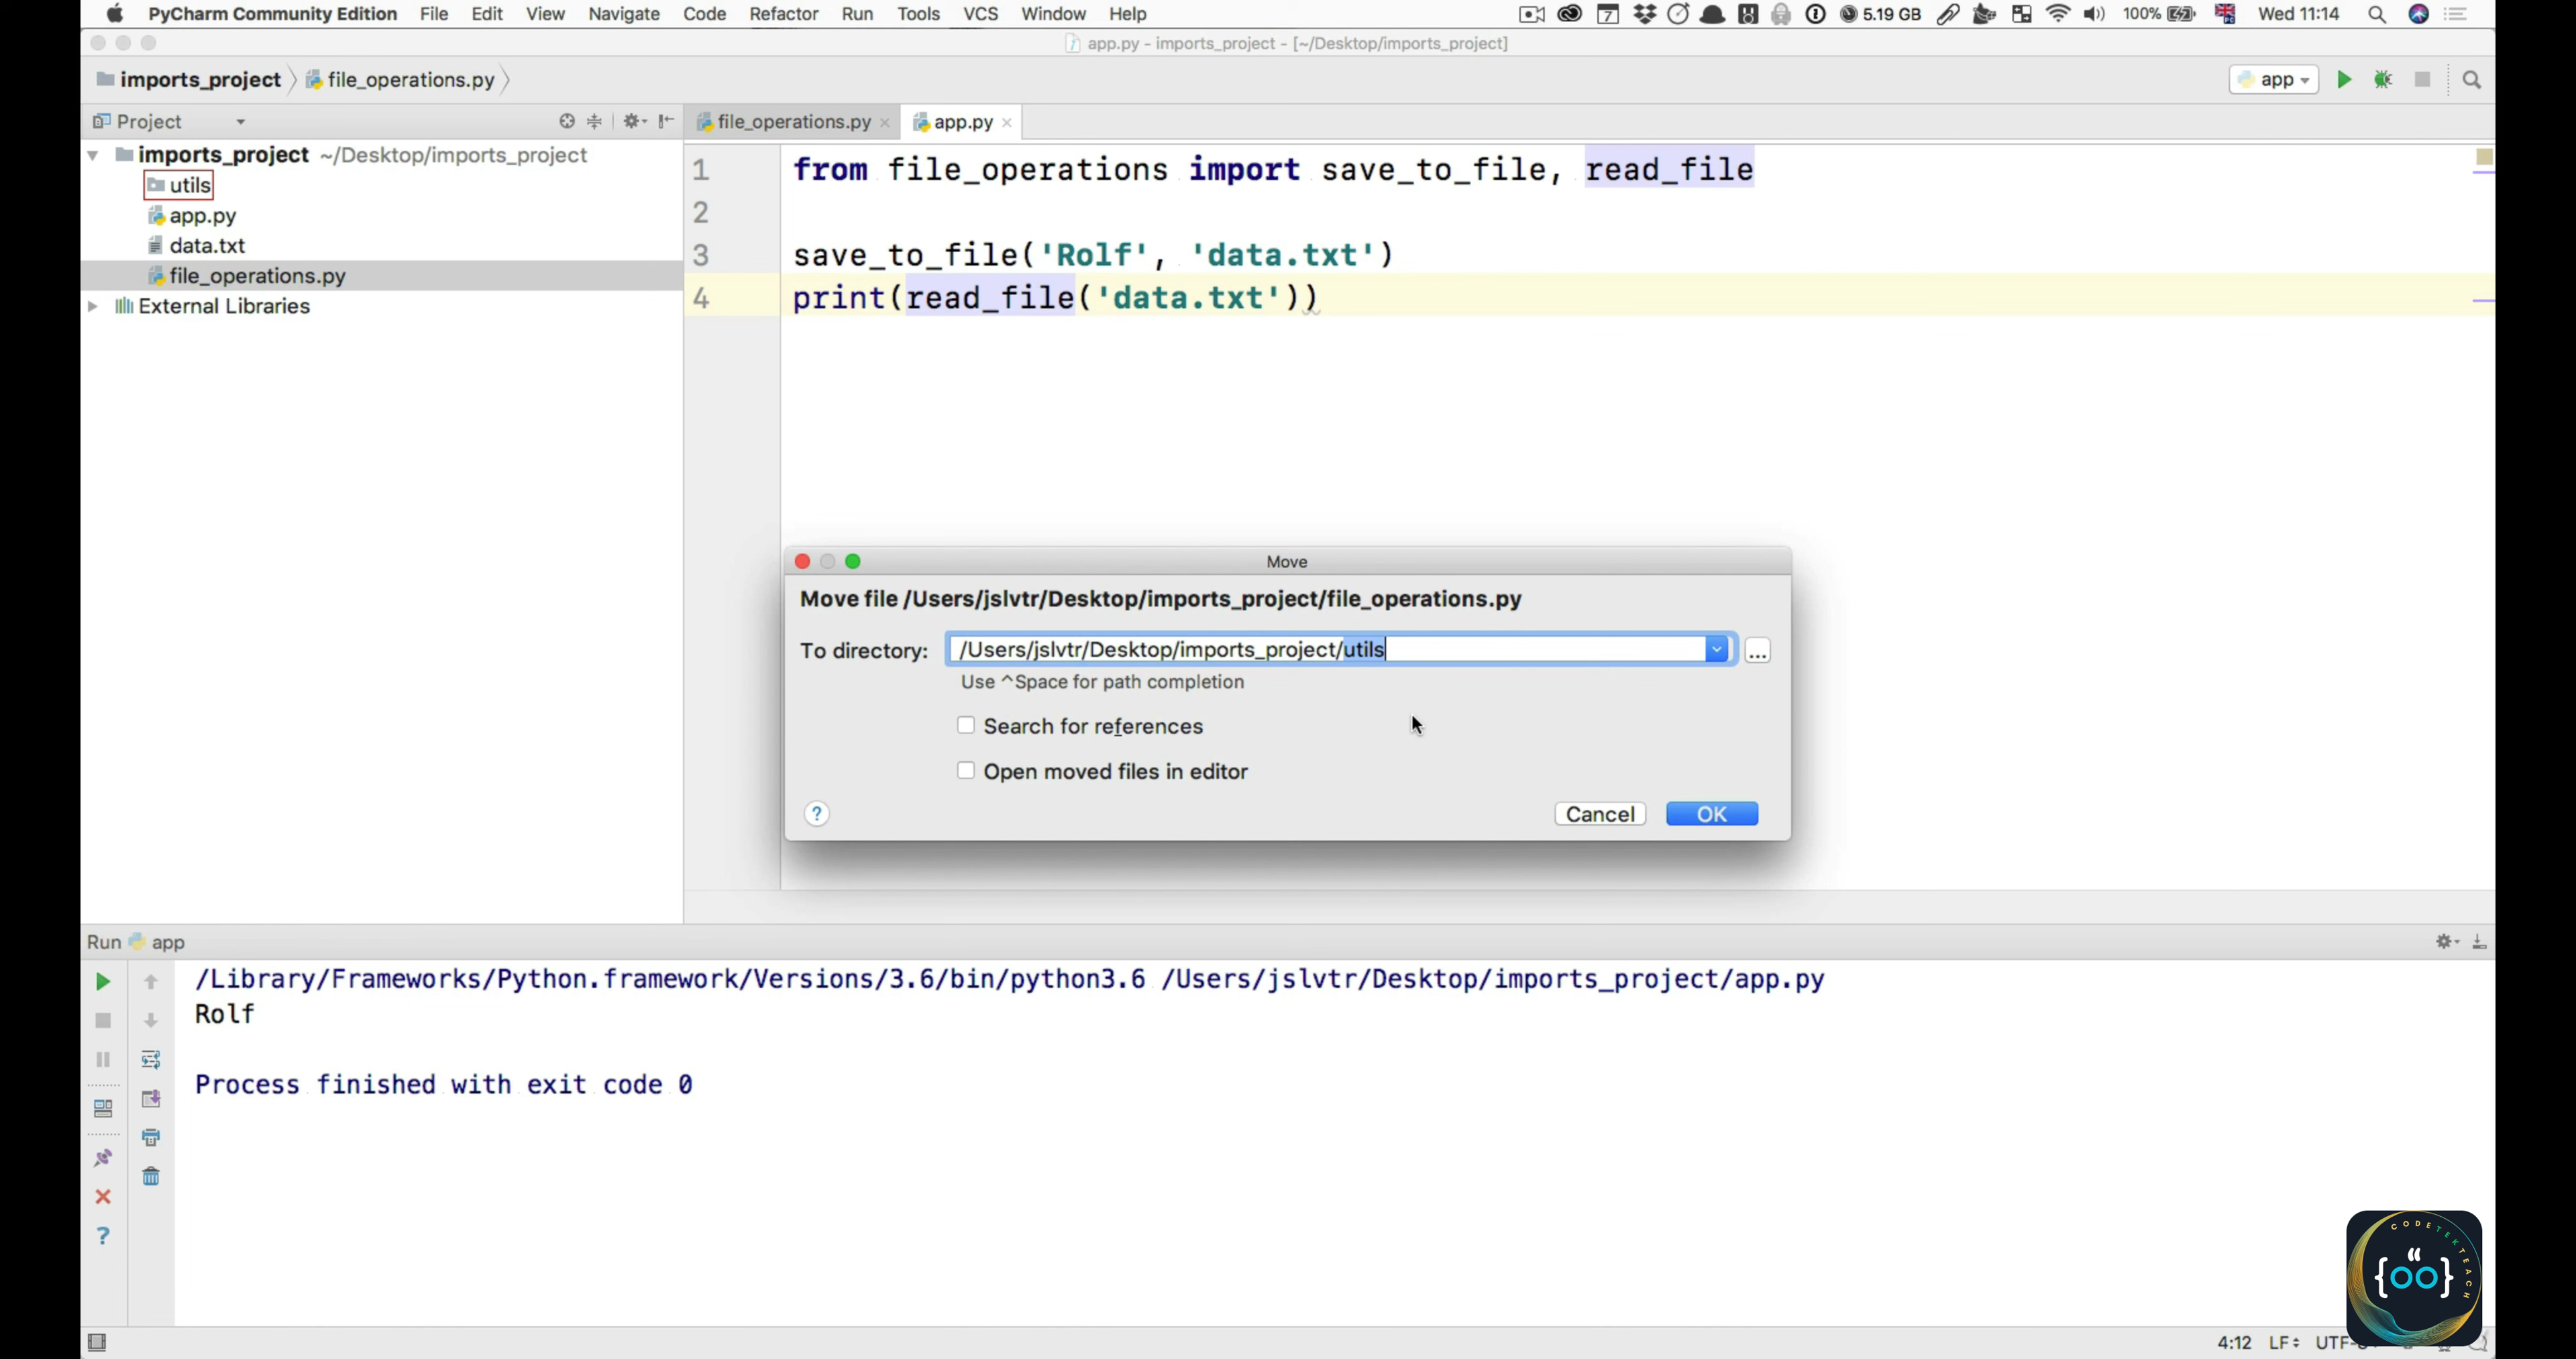 PyCharm Community Edition File Edit View Navigate Code Refactor Run Tools VCS Window Help 7 5.19 GB 100% Wed 11:14
app.py - imports_project - [~/Desktop/imports_project]
imports_project file_operations.py app
Project
file_operations.py app.py
imports_project ~/Desktop/imports_project
utils
app.py
data.txt
file_operations.py
External Libraries
1 from file_operations import save_to_file, read_file
2
3 save_to_file('Rolf', 'data.txt')
4 print(read_file('data.txt'))
Move
Move file /Users/jslvtr/Desktop/imports_project/file_operations.py
To directory: /Users/jslvtr/Desktop/imports_project/utils ...
Use ^Space for path completion
Search for references
Open moved files in editor
? Cancel OK
Run app
/Library/Frameworks/Python.framework/Versions/3.6/bin/python3.6 /Users/jslvtr/Desktop/imports_project/app.py
Rolf
Process finished with exit code 0
?
CODETEKTEACH
4:12 LF